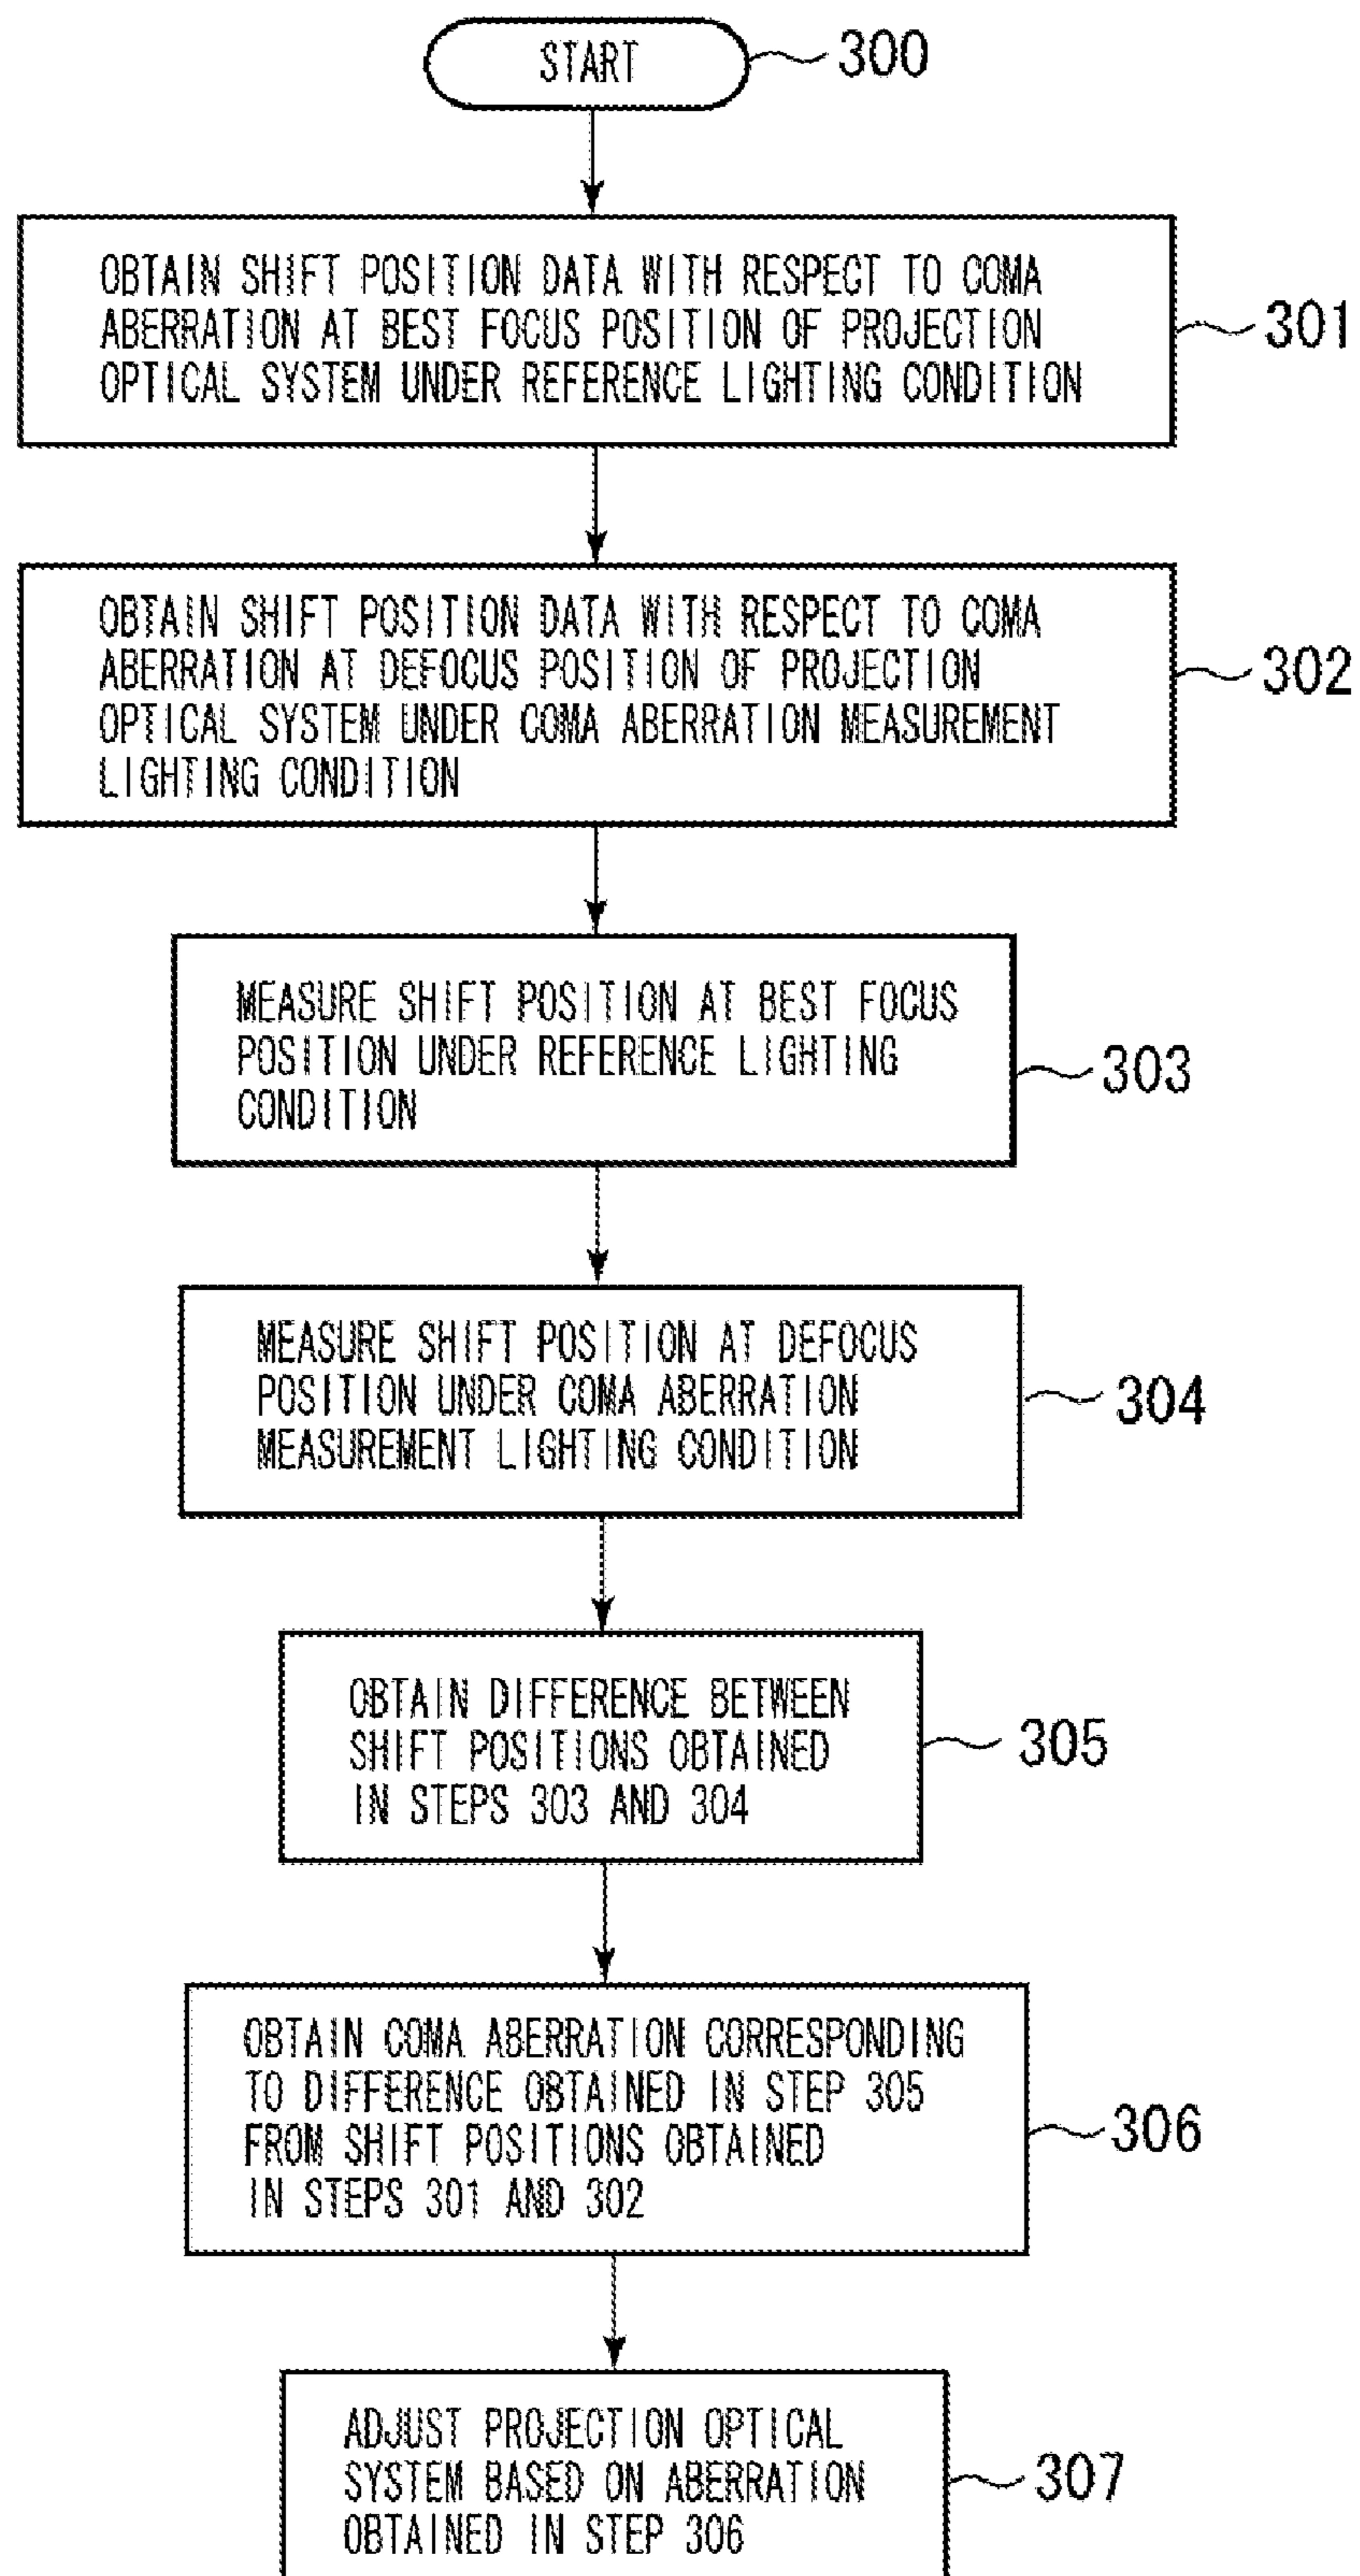 START
300
OBTAIN SHIFT POSITION DATA WITH RESPECT TO COMA
ABERRATION AT BEST FOCUS POSITION OF PROJECTION
OPTICAL SYSTEM UNDER REFERENCE LIGHTING CONDITION
301
OBTAIN SHIFT POSITION DATA WITH RESPECT TO COMA
ABERRATION AT DEFOCUS POSITION OF PROJECTION
OPTICAL SYSTEM UNDER COMA ABERRATION MEASUREMENT
LIGHTING CONDITION
302
MEASURE SHIFT POSITION AT BEST FOCUS
POSITION UNDER REFERENCE LIGHTING
CONDITION
303
MEASURE SHIFT POSITION AT DEFOCUS
POSITION UNDER COMA ABERRATION
MEASUREMENT LIGHTING CONDITION
304
OBTAIN DIFFERENCE BETWEEN
SHIFT POSITIONS OBTAINED
IN STEPS 303 AND 304
305
OBTAIN COMA ABERRATION CORRESPONDING
TO DIFFERENCE OBTAINED IN STEP 305
FROM SHIFT POSITIONS OBTAINED
IN STEPS 301 AND 302
306
ADJUST PROJECTION OPTICAL
SYSTEM BASED ON ABERRATION
OBTAINED IN STEP 306
307